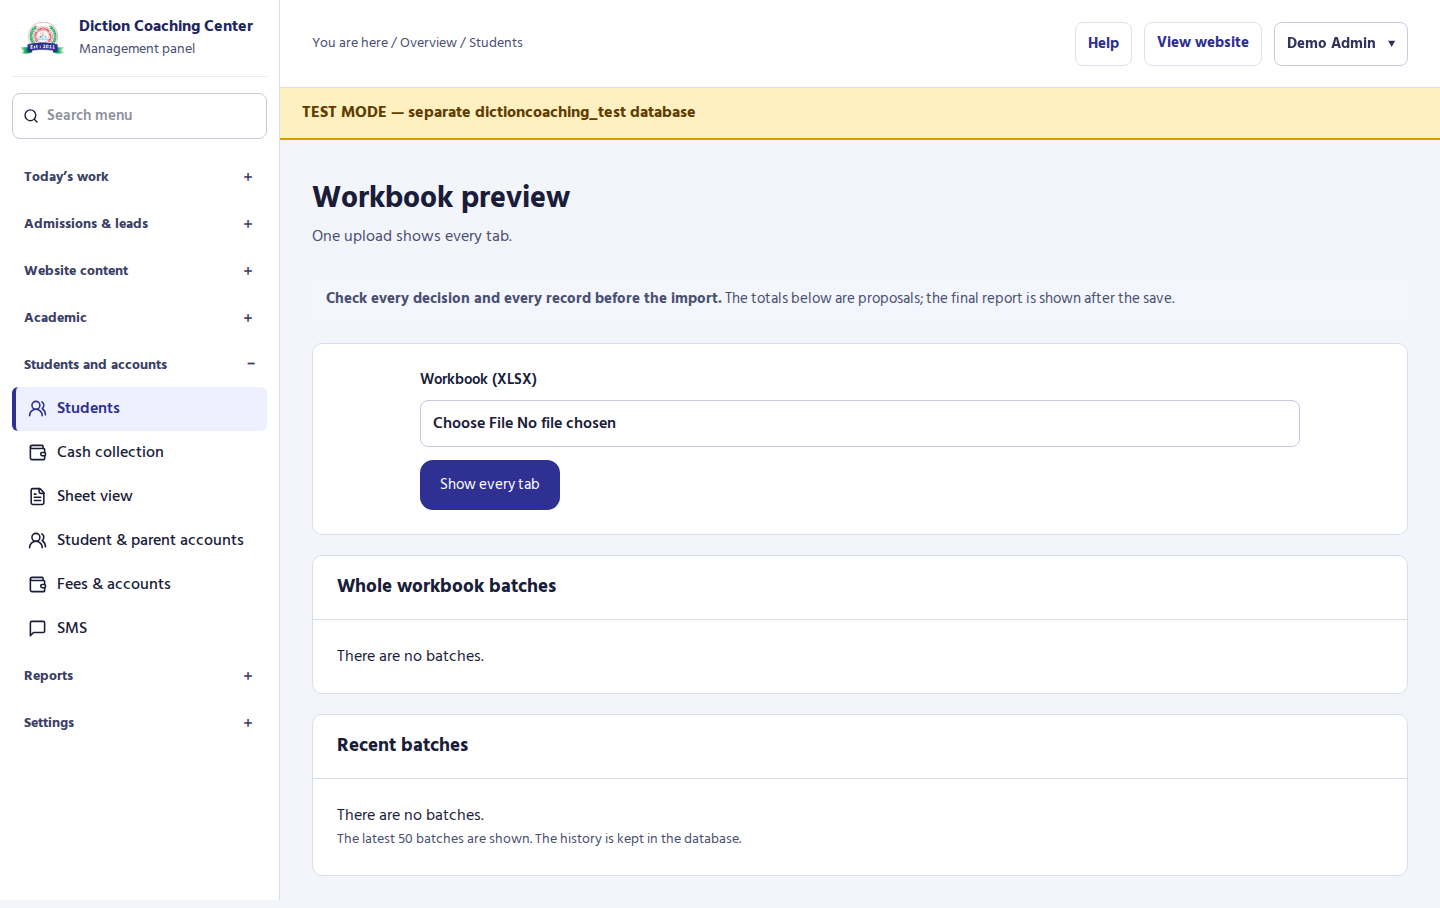 Diction Coaching Center
Management panel
Est : 2011
Search menu
Today’s work +
Admissions & leads +
Website content +
Academic +
Students and accounts −
Students
Cash collection
Sheet view
Student & parent accounts
Fees & accounts
SMS
Reports +
Settings +
You are here / Overview / Students
Help
View website
Demo Admin
TEST MODE — separate dictioncoaching_test database
Workbook preview
One upload shows every tab.
Check every decision and every record before the import. The totals below are proposals; the final report is shown after the save.
Workbook (XLSX)
Choose File No file chosen
Show every tab
Whole workbook batches
There are no batches.
Recent batches
There are no batches.
The latest 50 batches are shown. The history is kept in the database.